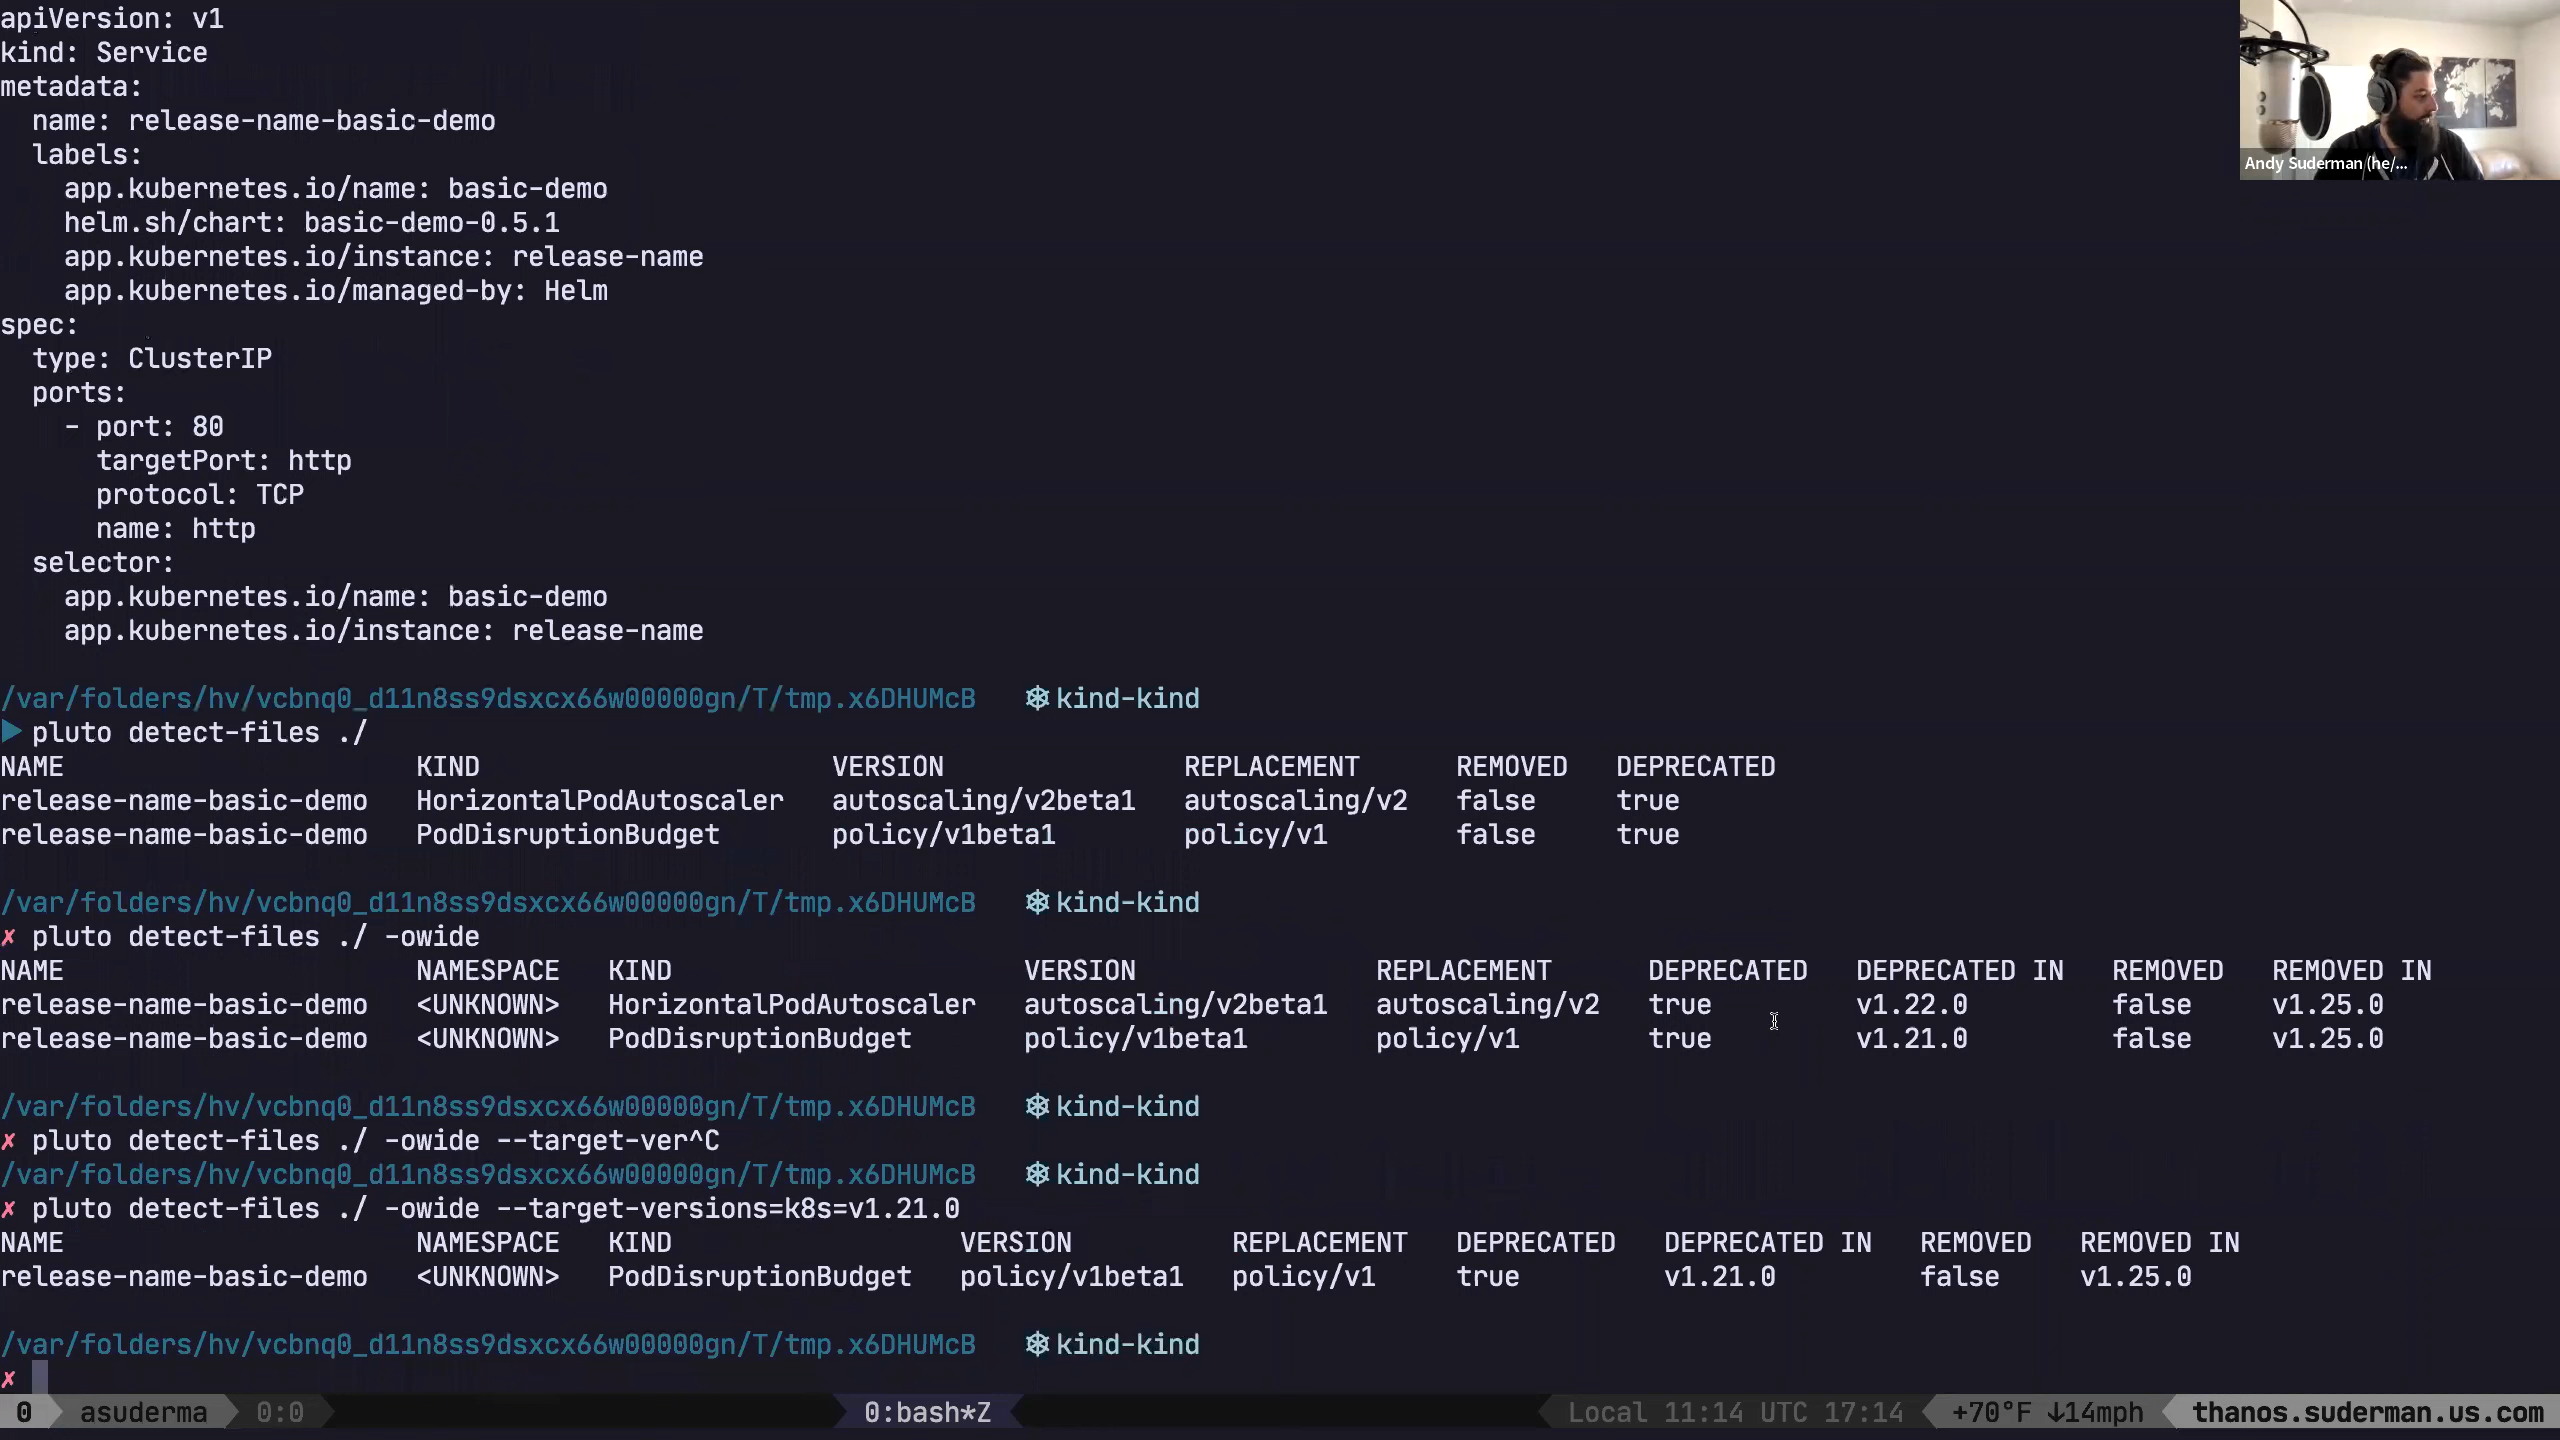 apiVersion: v1
kind: Service
metadata:
  name: release-name-basic-demo
  labels:
    app.kubernetes.io/name: basic-demo
    helm.sh/chart: basic-demo-0.5.1
    app.kubernetes.io/instance: release-name
    app.kubernetes.io/managed-by: Helm
spec:
  type: ClusterIP
  ports:
    - port: 80
      targetPort: http
      protocol: TCP
      name: http
  selector:
    app.kubernetes.io/name: basic-demo
    app.kubernetes.io/instance: release-name
Andy Suderman (he/...
/var/folders/hv/vcbnq0_d11n8ss9dsxcx66w00000gn/T/tmp.x6DHUMcB   ☸ kind-kind
▶ pluto detect-files ./
NAME                      KIND                      VERSION               REPLACEMENT      REMOVED   DEPRECATED
release-name-basic-demo   HorizontalPodAutoscaler   autoscaling/v2beta1   autoscaling/v2   false     true
release-name-basic-demo   PodDisruptionBudget       policy/v1beta1        policy/v1        false     true
/var/folders/hv/vcbnq0_d11n8ss9dsxcx66w00000gn/T/tmp.x6DHUMcB   ☸ kind-kind
✗ pluto detect-files ./ -owide
NAME                      NAMESPACE   KIND                      VERSION               REPLACEMENT      DEPRECATED   DEPRECATED IN   REMOVED   REMOVED IN
release-name-basic-demo   <UNKNOWN>   HorizontalPodAutoscaler   autoscaling/v2beta1   autoscaling/v2   true         v1.22.0         false     v1.25.0
release-name-basic-demo   <UNKNOWN>   PodDisruptionBudget       policy/v1beta1        policy/v1        true         v1.21.0         false     v1.25.0
/var/folders/hv/vcbnq0_d11n8ss9dsxcx66w00000gn/T/tmp.x6DHUMcB   ☸ kind-kind
✗ pluto detect-files ./ -owide --target-ver^C
/var/folders/hv/vcbnq0_d11n8ss9dsxcx66w00000gn/T/tmp.x6DHUMcB   ☸ kind-kind
✗ pluto detect-files ./ -owide --target-versions=k8s=v1.21.0
NAME                      NAMESPACE   KIND                  VERSION          REPLACEMENT   DEPRECATED   DEPRECATED IN   REMOVED   REMOVED IN
release-name-basic-demo   <UNKNOWN>   PodDisruptionBudget   policy/v1beta1   policy/v1     true         v1.21.0         false     v1.25.0
/var/folders/hv/vcbnq0_d11n8ss9dsxcx66w00000gn/T/tmp.x6DHUMcB   ☸ kind-kind
✗
0 asuderma 0:0 0:bash*Z Local 11:14 UTC 17:14 +70°F ↓14mph thanos.suderman.us.com